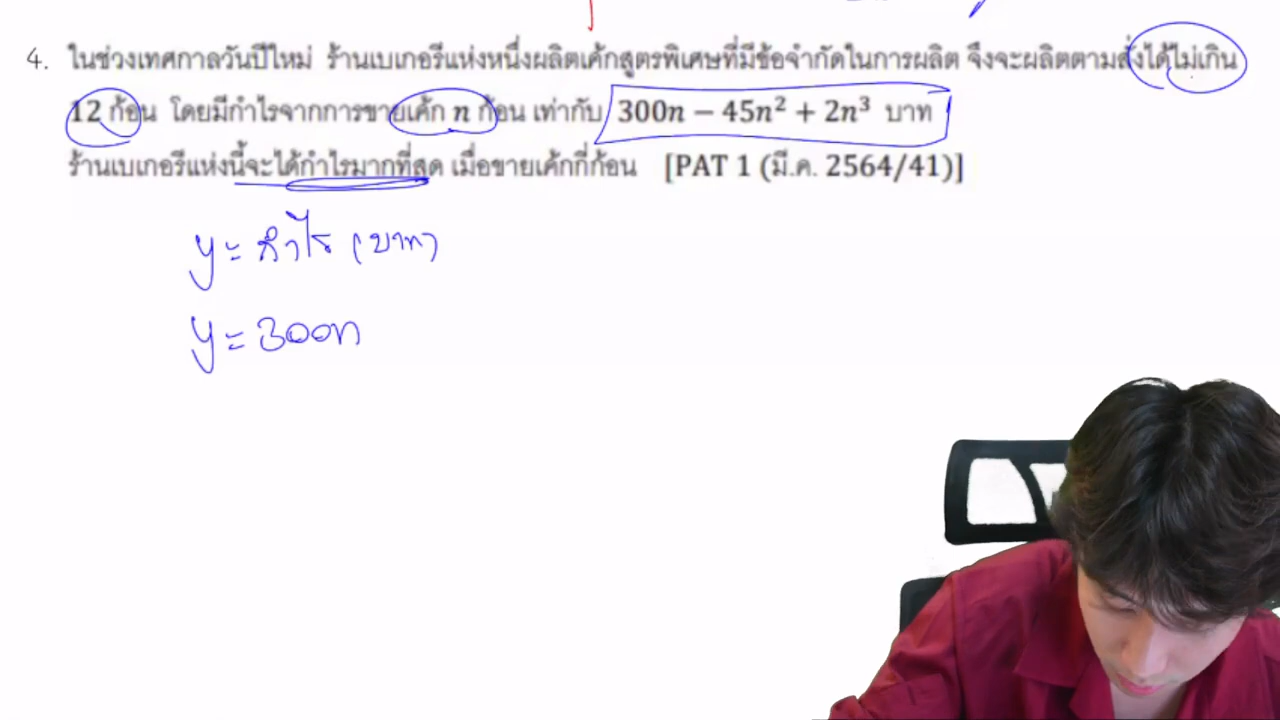 4. ในช่วงเทศกาลวันปีใหม่ ร้านเบเกอรีแห่งหนึ่งผลิตเค้กสูตรพิเศษที่มีข้อจำกัดในการผลิต จึงจะผลิตตามสั่งได้ไม่เกิน
12 ก้อน โดยมีกำไรจากการขายเค้ก n ก้อน เท่ากับ 300n − 45n² + 2n³ บาท
ร้านเบเกอรีแห่งนี้จะได้กำไรมากที่สุด เมื่อขายเค้กกี่ก้อน [PAT 1 (มี.ค. 2564/41)]
y = กำไร (บาท)
y = 300n